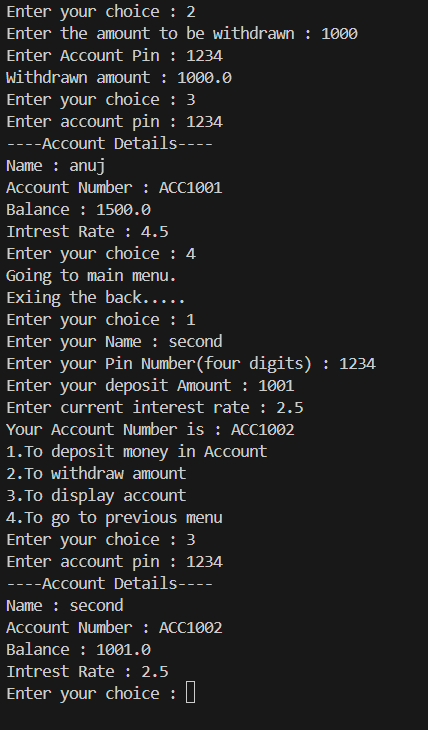 Enter your choice : 2
Enter the amount to be withdrawn : 1000
Enter Account Pin : 1234
Withdrawn amount : 1000.0
Enter your choice : 3
Enter account pin : 1234
----Account Details----
Name : anuj
Account Number : ACC1001
Balance : 1500.0
Intrest Rate : 4.5
Enter your choice : 4
Going to main menu.
Exiing the back.....
Enter your choice : 1
Enter your Name : second
Enter your Pin Number(four digits) : 1234
Enter your deposit Amount : 1001
Enter current interest rate : 2.5
Your Account Number is : ACC1002
1.To deposit money in Account
2.To withdraw amount
3.To display account
4.To go to previous menu
Enter your choice : 3
Enter account pin : 1234
----Account Details----
Name : second
Account Number : ACC1002
Balance : 1001.0
Intrest Rate : 2.5
Enter your choice :